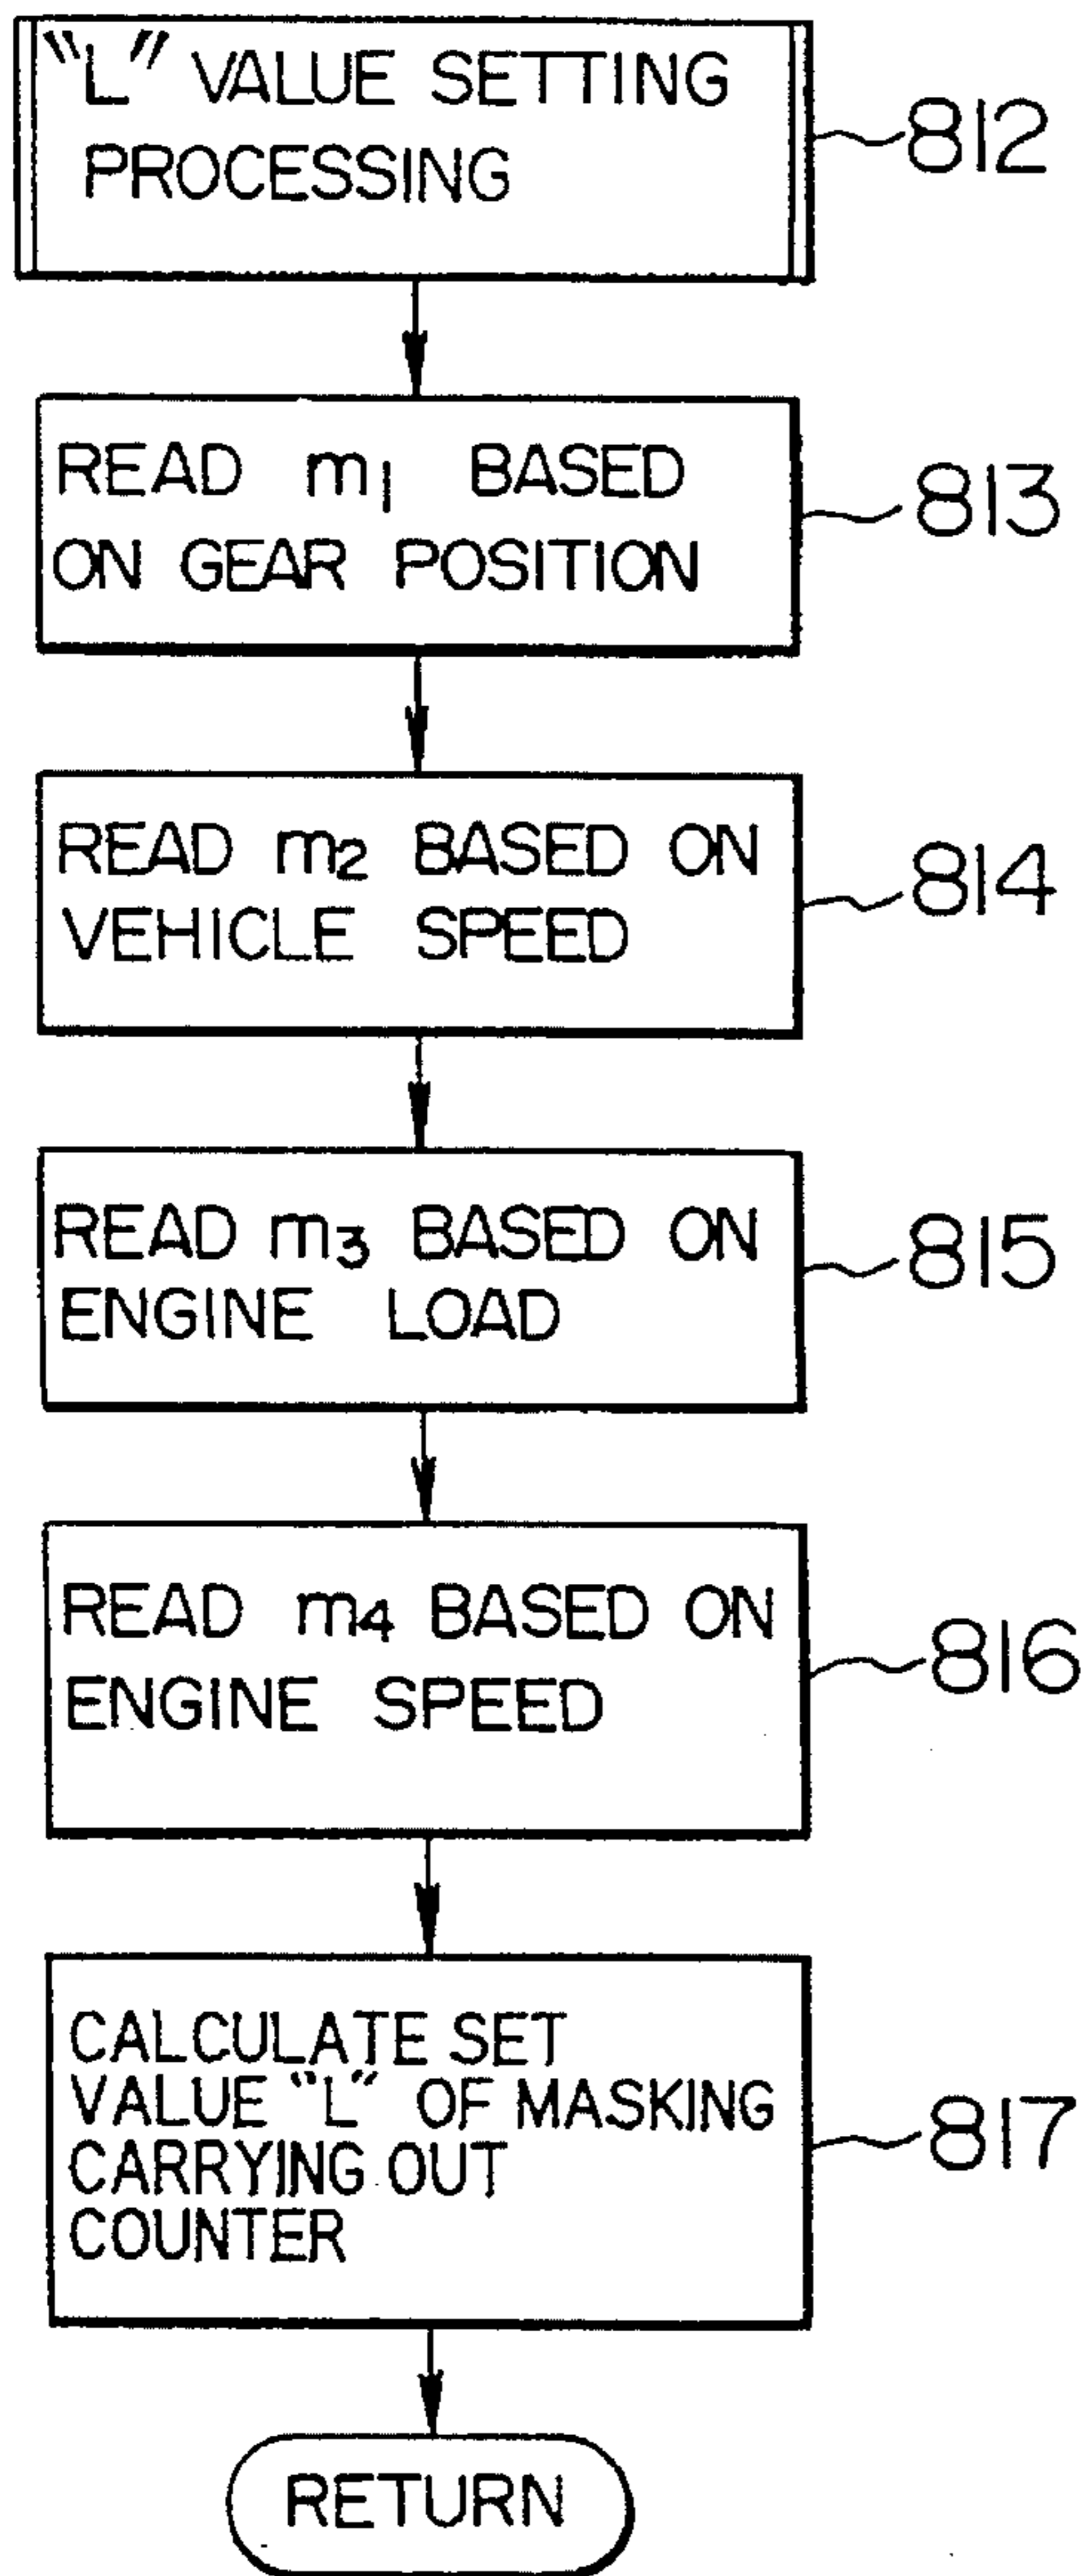 "L" VALUE SETTING
PROCESSING
812
READ m1 BASED
ON GEAR POSITION
813
READ m2 BASED ON
VEHICLE SPEED
814
READ m3 BASED ON
ENGINE LOAD
815
READ m4 BASED ON
ENGINE SPEED
816
CALCULATE SET
VALUE "L" OF MASKING
CARRYING OUT
COUNTER
817
RETURN